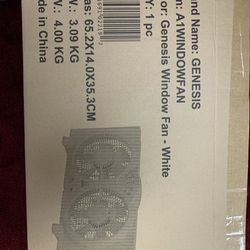 nd Name: GENESIS
m: A1WINDOWFAN
or: Genesis Window Fan - White
Y: 1 pc
as: 65.2X14.0X35.3CM
V.: 3.09 KG
V.: 4.00 KG
de in China